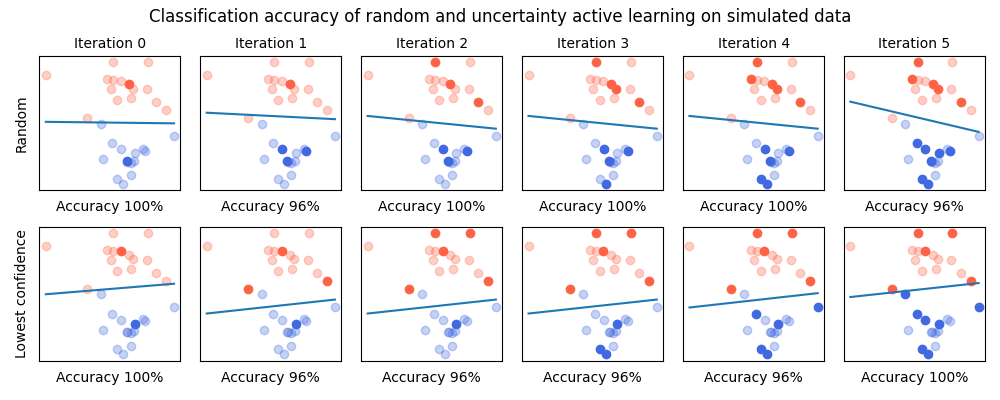 Classification accuracy of random and uncertainty active learning on simulated data
Iteration 0
Iteration 1
Iteration 2
Iteration 3
Iteration 4
Iteration 5
Random
Accuracy 100%
Accuracy 96%
Accuracy 100%
Accuracy 100%
Accuracy 100%
Accuracy 96%
Lowest confidence
Accuracy 100%
Accuracy 96%
Accuracy 96%
Accuracy 96%
Accuracy 96%
Accuracy 100%